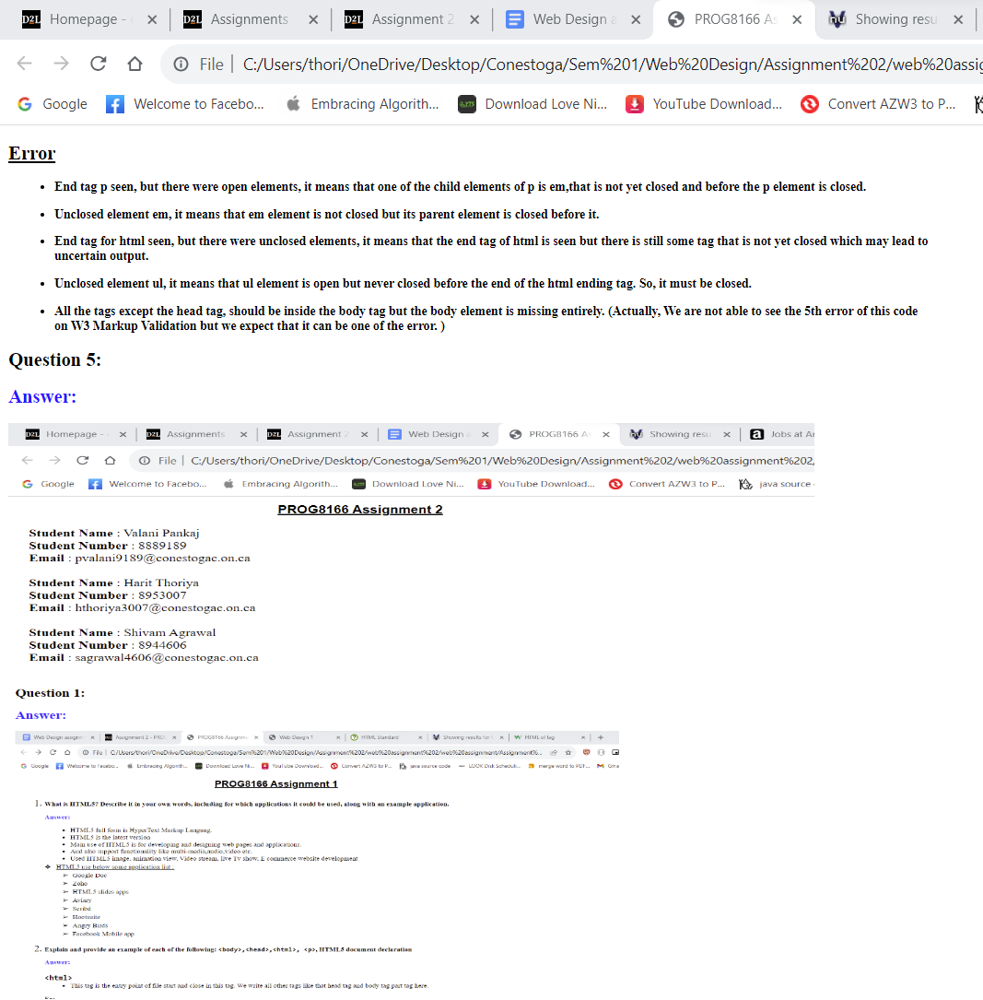 D2L Homepage -
D2L Assignments
D2L Assignment 2
Web Design a
PROG8166 As
Showing resu
File | C:/Users/thori/OneDrive/Desktop/Conestoga/Sem%201/Web%20Design/Assignment%202/web%20assig
Google
Welcome to Facebo...
Embracing Algorith...
Download Love Ni...
YouTube Download...
Convert AZW3 to P...
Error
• End tag p seen, but there were open elements, it means that one of the child elements of p is em,that is not yet closed and before the p element is closed.
• Unclosed element em, it means that em element is not closed but its parent element is closed before it.
• End tag for html seen, but there were unclosed elements, it means that the end tag of html is seen but there is still some tag that is not yet closed which may lead to
uncertain output.
• Unclosed element ul, it means that ul element is open but never closed before the end of the html ending tag. So, it must be closed.
• All the tags except the head tag, should be inside the body tag but the body element is missing entirely. (Actually, We are not able to see the 5th error of this code
on W3 Markup Validation but we expect that it can be one of the error. )
Question 5:
Answer:
D2L Homepage -
D2L Assignments
D2L Assignment 2
Web Design a
PROG8166 As
Showing resu
a Jobs at Ar
File | C:/Users/thori/OneDrive/Desktop/Conestoga/Sem%201/Web%20Design/Assignment%202/web%20assignment%202,
Google
Welcome to Facebo...
Embracing Algorith...
Download Love Ni...
YouTube Download...
Convert AZW3 to P...
java source
PROG8166 Assignment 2
Student Name : Valani Pankaj
Student Number : 8889189
Email : pvalani9189@conestogac.on.ca
Student Name : Harit Thoriya
Student Number : 8953007
Email : hthoriya3007@conestogac.on.ca
Student Name : Shivam Agrawal
Student Number : 8944606
Email : sagrawal4606@conestogac.on.ca
Question 1:
Answer:
Web Design assignm
Assignment 2 - PROG
PROG8166 Assignme
Web Design 1
HTML Standard
Showing results for
HTML ol tag
File | C:/Users/thori/OneDrive/Desktop/Conestoga/Sem%201/Web%20Design/Assignment%202/web%20assignment%202/web%20assignment/Assignment%...
Google
Welcome to Facebo...
Embracing Algorith...
Download Love Ni...
YouTube Download...
Convert AZW3 to P...
java source code
LOOK Disk Scheduli...
merge word to PDF...
Gma
PROG8166 Assignment 1
1. What is HTML5? Describe it in your own words, including for which applications it could be used, along with an example application.
Answer:
• HTML5 full form is HyperText Markup Languag.
• HTML5 is the latest version
• Main use of HTML5 is for developing and designing web pages and applications.
• And also support functionality like multi-media,audio,video etc.
• Used HTML5 image, animation view, Video stream, live Tv show, E commerce website development
❖ HTML5 use below some application list :
➢ Google Doc
➢ Zoho
➢ HTML5 slides apps
➢ Aviary
➢ Scribd
➢ Hootsuite
➢ Angry Birds
➢ Facebook Mobile app
2. Explain and provide an example of each of the following: <body>,<head>,<html>, <p>, HTML5 document declaration
Answer:
<html>
• This tag is the entry point of file start and close in this tag. We write all other tags like that head tag and body tag part tag here.